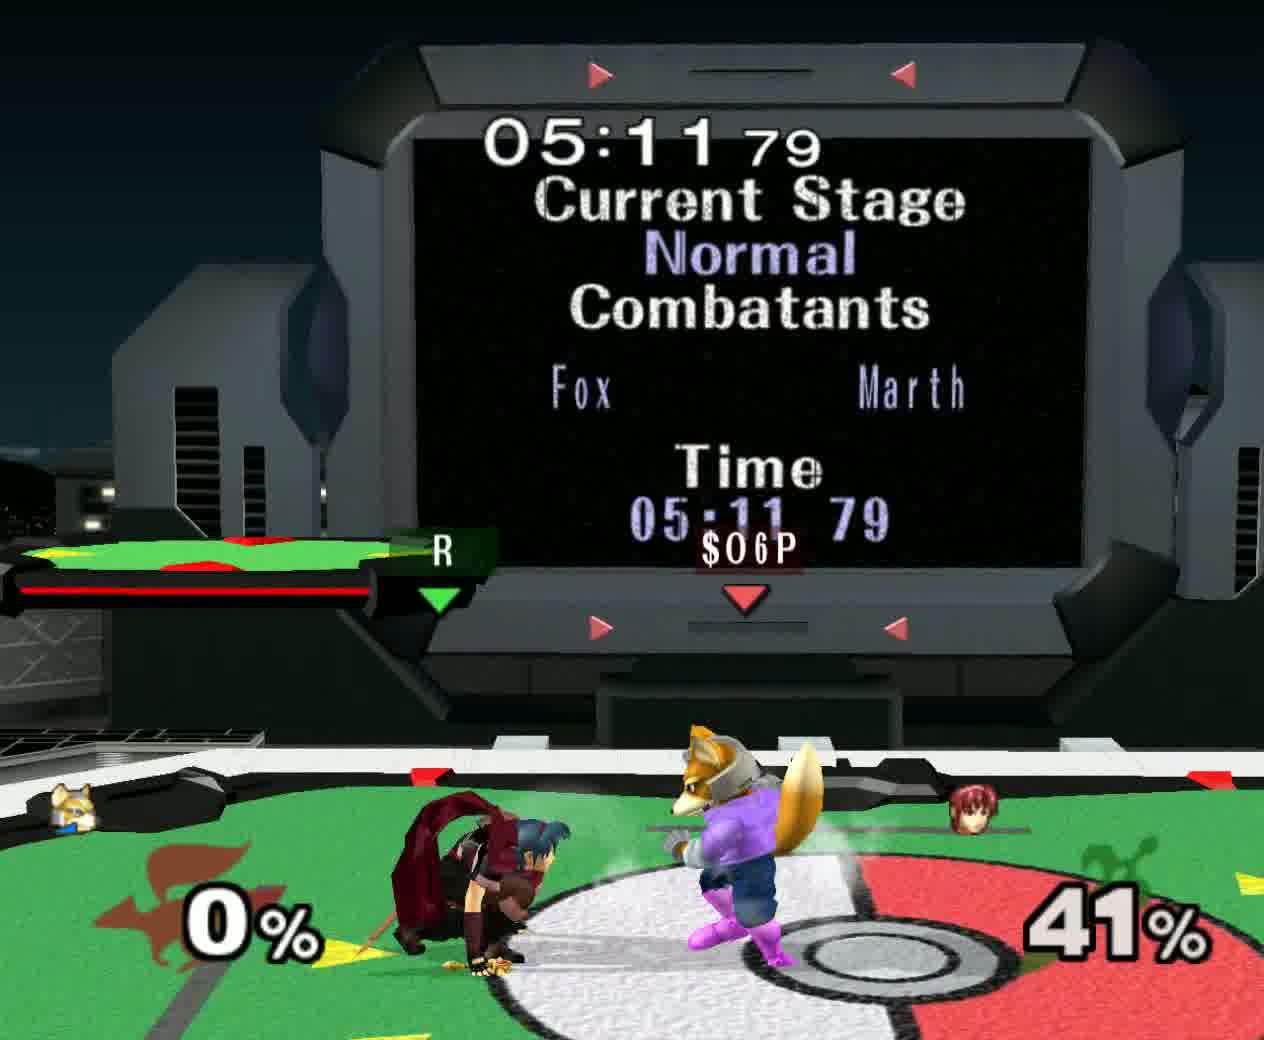 05:11 79
Current Stage
Normal
Combatants
Fox Marth
Time
05:11 79
R $06P
0% 41%